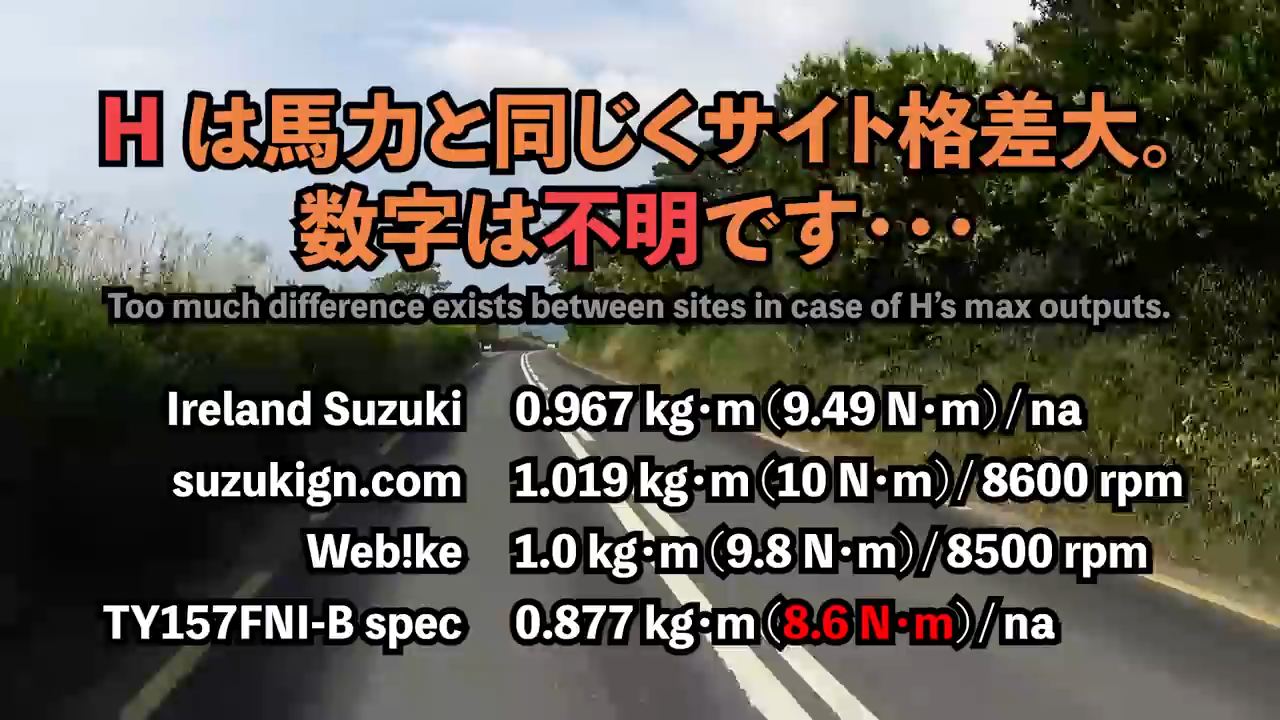 H は馬力と同じくサイト格差大。
数字は不明です・・・
Too much difference exists between sites in case of H’s max outputs.
Ireland Suzuki 0.967 kg・m（9.49 N・m）/ na
suzukign.com 1.019 kg・m（10 N・m）/ 8600 rpm
Web!ke 1.0 kg・m（9.8 N・m）/ 8500 rpm
TY157FNI-B spec 0.877 kg・m（8.6 N・m）/ na